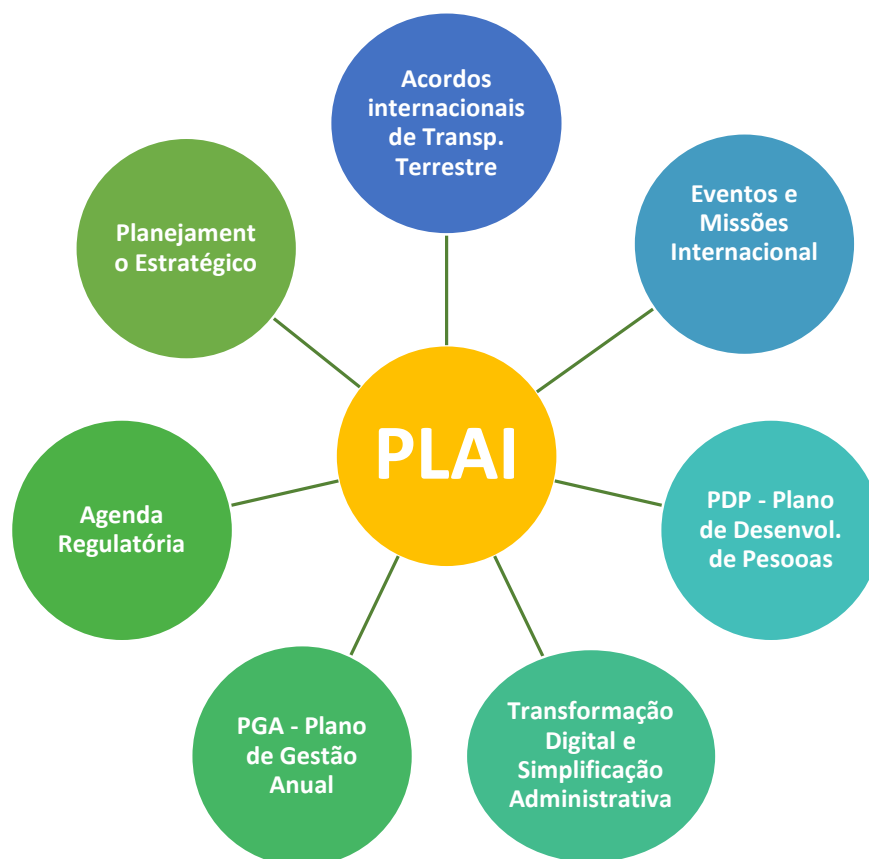 Acordos
internacionais
de Transp.
Terrestre
Eventos e
Missões
Internacional
Planejament
o Estratégico
PLAI
PDP - Plano
de Desenvol.
de Pesooas
Agenda
Regulatória
PGA - Plano
de Gestão
Anual
Transformação
Digital e
Simplificação
Administrativa